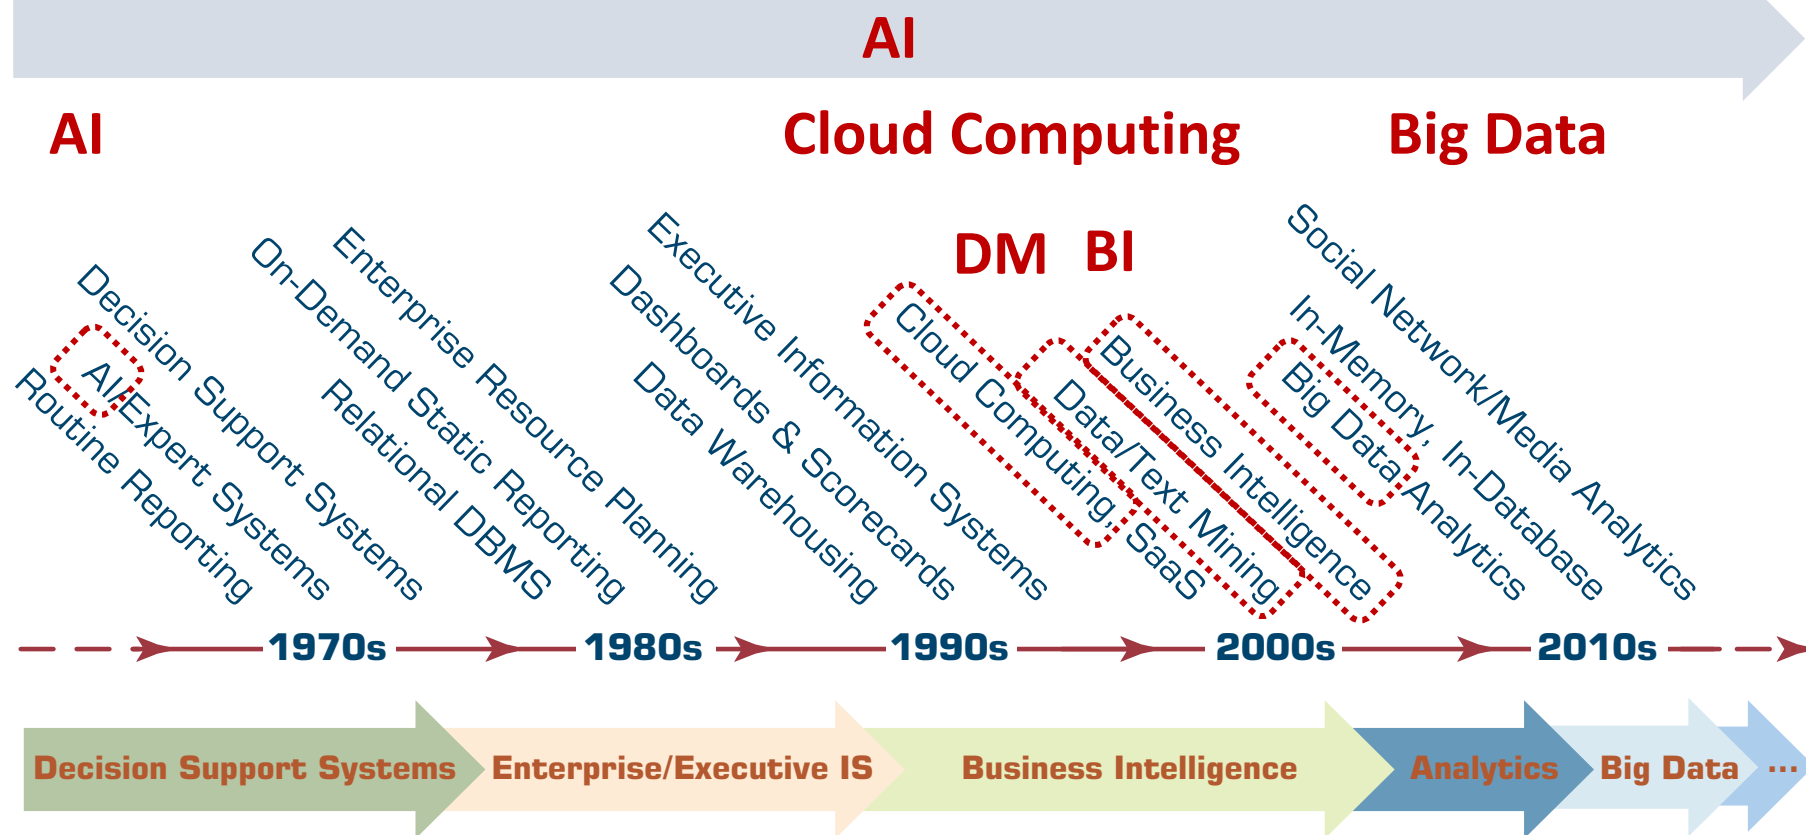 AI
AI
Cloud Computing
Big Data
DM
BI
Routine Reporting
AI/Expert Systems
Decision Support Systems
Relational DBMS
On-Demand Static Reporting
Enterprise Resource Planning
Data Warehousing
Dashboards & Scorecards
Executive Information Systems
Cloud Computing, SaaS
Data/Text Mining
Business Intelligence
Big Data Analytics
In-Memory, In-Database
Social Network/Media Analytics
1970s
1980s
1990s
2000s
2010s
Decision Support Systems
Enterprise/Executive IS
Business Intelligence
Analytics
Big Data
...